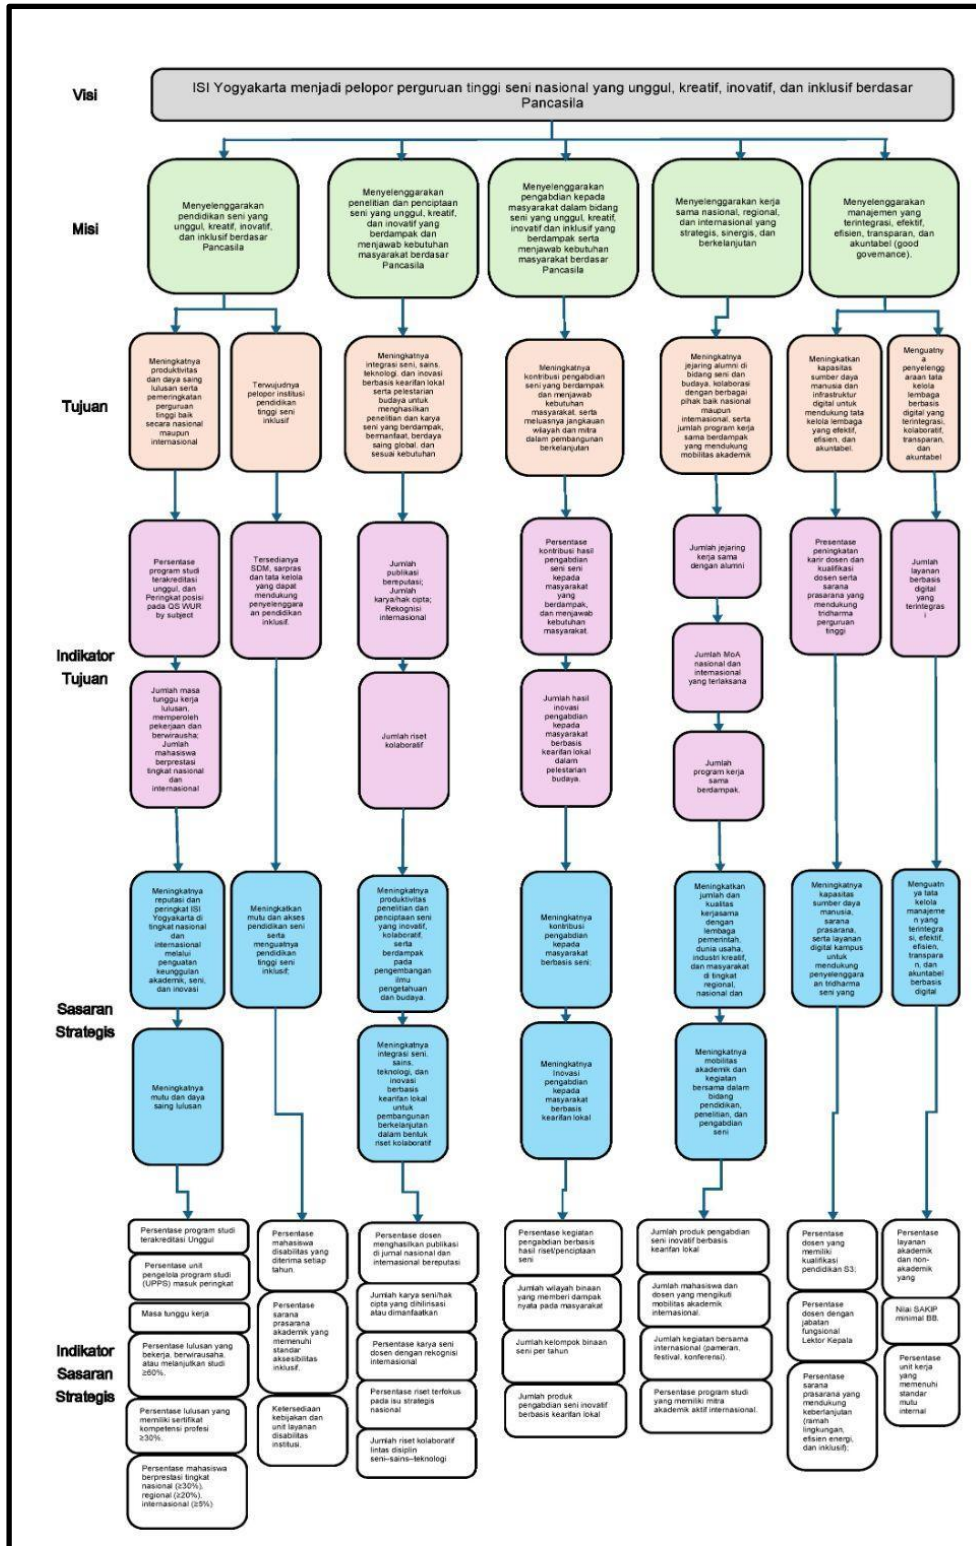 Visi
ISI Yogyakarta menjadi pelopor perguruan tinggi seni nasional yang unggul, kreatif, inovatif, dan inklusif berdasar
Pancasila
Misi
Menyelenggarakan
pendidikan seni yang
unggul, kreatif, inovatif,
dan inklusif berdasar
Pancasila
Menyelenggarakan
penelitian dan penciptaan
seni yang unggul, kreatif,
dan inovatif yang
berdampak dan
menjawab kebutuhan
masyarakat berdasar
Pancasila
Menyelenggarakan
pengabdian kepada
masyarakat dalam bidang
seni yang unggul, kreatif,
inovatif dan inklusif yang
berdampak serta
menjawab kebutuhan
masyarakat berdasar
Pancasila
Menyelenggarakan kerja
sama nasional, regional,
dan internasional yang
strategis, sinergis, dan
berkelanjutan
Menyelenggarakan
manajemen yang
terintegrasi, efektif,
efisien, transparan, dan
akuntabel (good
governance).
Tujuan
Meningkatnya
produktivitas
dan daya saing
lulusan serta
pemeringkatan
perguruan
tinggi baik
secara nasional
maupun
internasional
Terwujudnya
pelopor institusi
pendidikan
tinggi seni
inklusif
Meningkatnya
integrasi seni, sains,
teknologi, dan inovasi
berbasis kearifan lokal
serta pelestarian
budaya untuk
menghasilkan
penelitian dan karya
seni yang berdampak,
bermanfaat, berdaya
saing global, dan
sesuai kebutuhan
Meningkatnya
kontribusi pengabdian
seni yang berdampak
dan menjawab
kebutuhan
masyarakat, serta
meluasnya jangkauan
wilayah dan mitra
dalam pembangunan
berkelanjutan
Meningkatnya
jejaring alumni di
bidang seni dan
budaya, kolaborasi
dengan berbagai
pihak baik nasional
maupun
internasional, serta
jumlah program kerja
sama berdampak
yang mendukung
mobilitas akademik
Meningkatkan
kapasitas
sumber daya
manusia dan
infrastruktur
digital untuk
mendukung tata
kelola lembaga
yang efektif,
efisien, dan
akuntabel.
Menguatny
a penyeleng
garaan tata
kelola
lembaga
berbasis
digital yang
terintegrasi,
kolaboratif,
transparan,
dan
akuntabel
Indikator
Tujuan
Persentase
program studi
terakreditasi
unggul, dan
Peringkat posisi
pada QS WUR
by subject
Tersedianya
SDM, sarpras
dan tata kelola
yang dapat
mendukung
penyelenggara
an pendidikan
inklusif.
Jumlah
publikasi
bereputasi;
Jumlah
karya/hak cipta;
Rekognisi
internasional
Persentase
kontribusi hasil
pengabdian
seni seni
kepada
masyarakat
yang
berdampak,
dan menjawab
kebutuhan
masyarakat.
Jumlah jejaring
kerja sama
dengan alumni
Presentase
peningkatan
karir dosen dan
kualifikasi
dosen serta
sarana
prasarana yang
mendukung
tridharma
perguruan
tinggi
Jumlah
layanan
berbasis
digital
yang
terintegras
i
Jumlah masa
tunggu kerja
lulusan,
memperoleh
pekerjaan dan
berwirausha;
Jumlah
mahasiswa
berprestasi
tingkat nasional
dan
internasional
Jumlah riset
kolaboratif
Jumlah hasil
inovasi
pengabdian
kepada
masyarakat
berbasis
kearifan lokal
dalam
pelestarian
budaya.
Jumlah MoA
nasional dan
internasional
yang terlaksana
Jumlah
program kerja
sama
berdampak.
Sasaran
Strategis
Meningkatnya
reputasi dan
peringkat ISI
Yogyakarta di
tingkat nasional
dan
internasional
melalui
penguatan
keunggulan
akademik, seni,
dan inovasi
Meningkatkan
mutu dan akses
pendidikan seni
serta
menguatnya
pendidikan
tinggi seni
inklusif;
Meningkatnya
produktivitas
penelitian dan
penciptaan seni
yang inovatif,
kolaboratif,
serta
berdampak
pada
pengembangan
ilmu
pengetahuan
dan budaya.
Meningkatnya
kontribusi
pengabdian
kepada
masyarakat
berbasis seni;
Meningkatkan
jumlah dan
kualitas
kerjasama
dengan
lembaga
pemerintah,
dunia usaha,
industri kreatif,
dan masyarakat
di tingkat
regional,
nasional dan
Meningkatnya
kapasitas
sumber daya
manusia,
sarana
prasarana,
serta layanan
digital kampus
untuk
mendukung
penyelenggara
an tridharma
seni yang
Menguatn
ya tata
kelola
manajeme
n yang
terintegra
si, efektif,
efisien,
transpara
n, dan
akuntabel
berbasis
digital
Meningkatnya
mutu dan daya
saing lulusan
Meningkatnya
integrasi seni,
sains,
teknologi, dan
inovasi
berbasis
kearifan lokal
untuk
pembangunan
berkelanjutan
dalam bentuk
riset kolaboratif
Meningkatnya
Inovasi
pengabdian
kepada
masyarakat
berbasis
kearifan lokal
Meningkatnya
mobilitas
akademik dan
kegiatan
bersama dalam
bidang
pendidikan,
penelitian, dan
pengabdian
seni
Indikator
Sasaran
Strategis
Persentase program studi
terakreditasi Unggul
Persentase unit
pengelola program studi
(UPPS) masuk peringkat
Masa tunggu kerja
Persentase lulusan yang
bekerja, berwirausaha,
atau melanjutkan studi
≥60%.
Persentase lulusan yang
memiliki sertifikat
kompetensi profesi
≥30%.
Persentase mahasiswa
berprestasi tingkat
nasional (≥30%),
regional (≥20%),
internasional (≥5%)
Persentase
mahasiswa
disabilitas yang
diterima setiap
tahun.
Persentase
sarana
prasarana
akademik yang
memenuhi
standar
aksesibilitas
inklusif.
Ketersediaan
kebijakan dan
unit layanan
disabilitas
institusi.
Persentase dosen
menghasilkan publikasi
di jurnal nasional dan
internasional bereputasi
Jumlah karya seni/hak
cipta yang dihilirisasi
atau dimanfaatkan
Persentase karya seni
dosen dengan rekognisi
internasional
Persentase riset terfokus
pada isu strategis
nasional
Jumlah riset kolaboratif
lintas disiplin
seni–sains–teknologi
Persentase kegiatan
pengabdian berbasis
hasil riset/penciptaan
seni
Jumlah wilayah binaan
yang memberi dampak
nyata pada masyarakat
Jumlah kelompok binaan
seni per tahun
Jumlah produk
pengabdian seni inovatif
berbasis kearifan lokal
Jumlah produk pengabdian
seni inovatif berbasis
kearifan lokal
Jumlah mahasiswa dan
dosen yang mengikuti
mobilitas akademik
internasional.
Jumlah kegiatan bersama
internasional (pameran,
festival, konferensi).
Persentase program studi
yang memiliki mitra
akademik aktif internasional.
Persentase
dosen yang
memiliki
kualifikasi
pendidikan S3;
Persentase
dosen dengan
jabatan
fungsional
Lektor Kepala
Persentase
sarana
prasarana yang
mendukung
keberlanjutan
(ramah
lingkungan,
efisien energi,
dan inklusif);
Persentase
layanan
akademik
dan non-
akademik
yang
Nilai SAKIP
minimal BB.
Persentase
unit kerja
yang
memenuhi
standar
mutu
internal